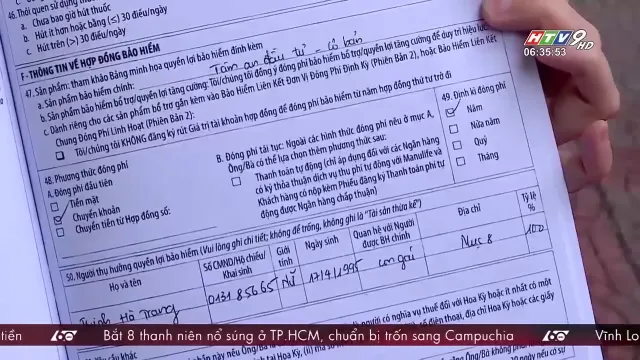 HTV9 HD
06:35:53
46. Thói quen sử dụng thuốc
a. Chưa bao giờ hút thuốc
b. Hút ít hơn hoặc bằng (≤) 30 điếu/ngày
c. Hút trên (>) 30 điếu/ngày
F-THÔNG TIN VỀ HỢP ĐỒNG BẢO HIỂM
47. Sản phẩm: tham khảo Bảng minh họa quyền lợi bảo hiểm đính kèm
a. Sản phẩm bảo hiểm chính: Tâm an đầu tư - cơ bản
b. Sản phẩm bảo hiểm bổ trợ/quyền lợi tăng cường: Tôi/chúng tôi đồng ý đóng phí bảo hiểm bổ trợ/quyền lợi tăng cường để duy trì hiệu lực
c. Dành riêng cho các sản phẩm bổ trợ gắn kèm vào Bảo Hiểm Liên Kết Đơn Vị Đóng Phí Định Kỳ (Phiên Bản 2), hoặc Bảo Hiểm Liên Kết
Chung Đóng Phí Linh Hoạt (Phiên Bản 2):
Tôi/chúng tôi KHÔNG đăng ký rút Giá trị tài khoản hợp đồng để đóng phí bảo hiểm từ năm hợp đồng thứ tư trở đi
48. Phương thức đóng phí
A. Đóng phí đầu tiên
Tiền mặt
Chuyển khoản
Chuyển tiền từ Hợp đồng số:
B. Đóng phí tái tục: Ngoài các hình thức đóng phí nêu ở mục A,
Ông/Bà có thể lựa chọn thêm phương thức sau:
Thanh toán tự động (chỉ áp dụng đối với các Ngân hàng
có ký thỏa thuận dịch vụ thu phí tự động với Manulife và
Khách hàng có nộp kèm Phiếu đăng ký Thanh toán phí tự
động được Ngân hàng chấp thuận)
49. Định kì đóng phí
Năm
Nửa năm
Quý
Tháng
50. Người thụ hưởng quyền lợi bảo hiểm (Vui lòng ghi chi tiết; không để trống, không ghi là "Tài sản thừa kế")
Họ và tên
Số CMND/Hộ chiếu/
Khai sinh
Giới
tính
Ngày sinh
Quan hệ với Người
được BH chính
Địa chỉ
Tỷ lệ
%
Trịnh Hà Trang
013185665
Nữ
17/4/1995
con gái
Mục 8
100
tiền
60
Bắt 8 thanh niên nổ súng ở TP.HCM, chuẩn bị trốn sang Campuchia
60
Vĩnh Lo